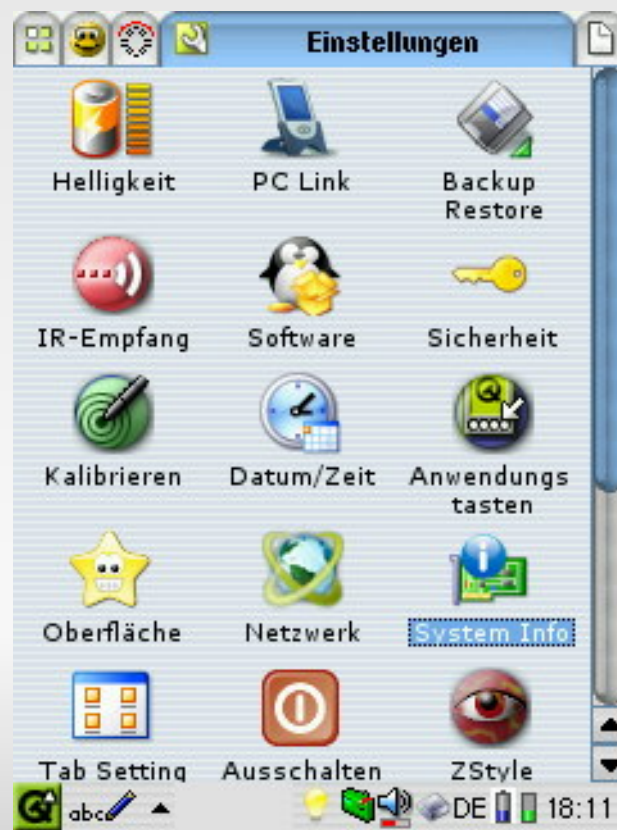 Einstellungen
Helligkeit
PC Link
Backup
Restore
IR-Empfang
Software
Sicherheit
Kalibrieren
Datum/Zeit
Anwendungs
tasten
Oberfläche
Netzwerk
System Info
Tab Setting
Ausschalten
ZStyle
abc
DE
18:11